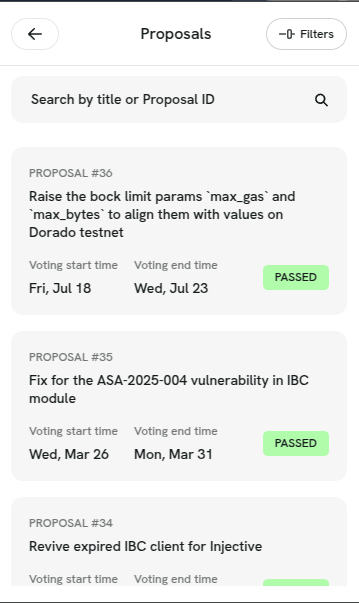 Proposals
Filters
Search by title or Proposal ID
PROPOSAL #36
Raise the bock limit params `max_gas` and
`max_bytes` to align them with values on
Dorado testnet
Voting start time
Voting end time
Fri, Jul 18
Wed, Jul 23
PASSED
PROPOSAL #35
Fix for the ASA-2025-004 vulnerability in IBC
module
Voting start time
Voting end time
Wed, Mar 26
Mon, Mar 31
PASSED
PROPOSAL #34
Revive expired IBC client for Injective
Voting start time
Voting end time